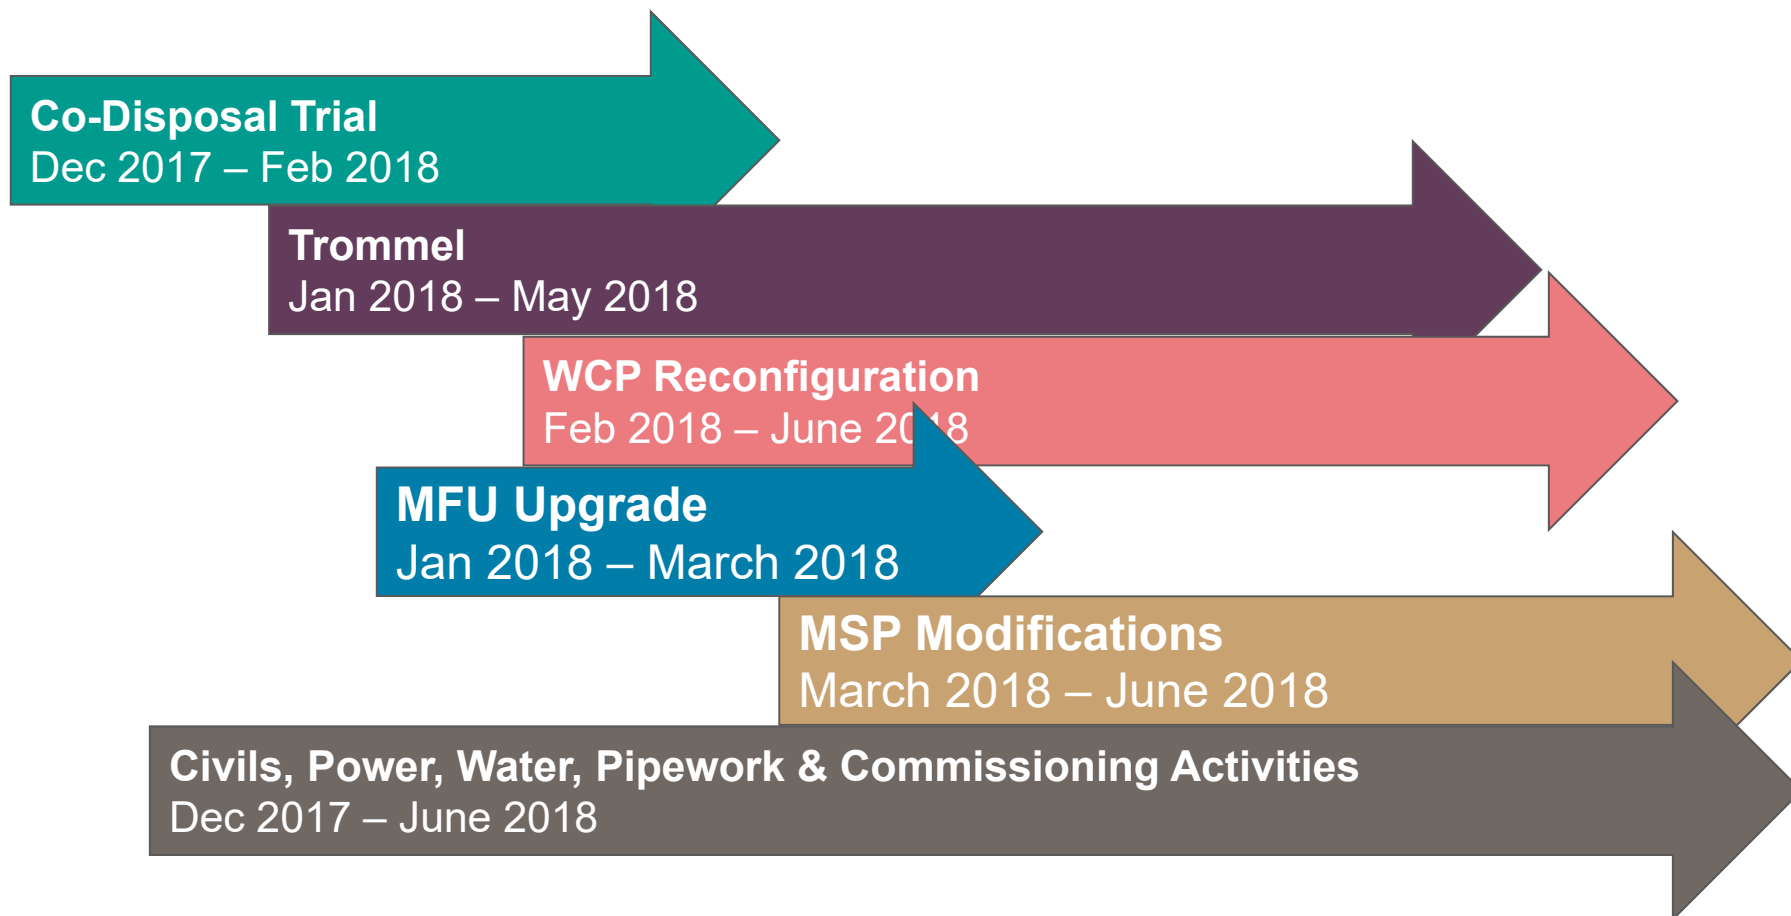 Co-Disposal Trial
Dec 2017 – Feb 2018
Trommel
Jan 2018 – May 2018
WCP Reconfiguration
Feb 2018 – June 2018
MFU Upgrade
Jan 2018 – March 2018
MSP Modifications
March 2018 – June 2018
Civils, Power, Water, Pipework & Commissioning Activities
Dec 2017 – June 2018